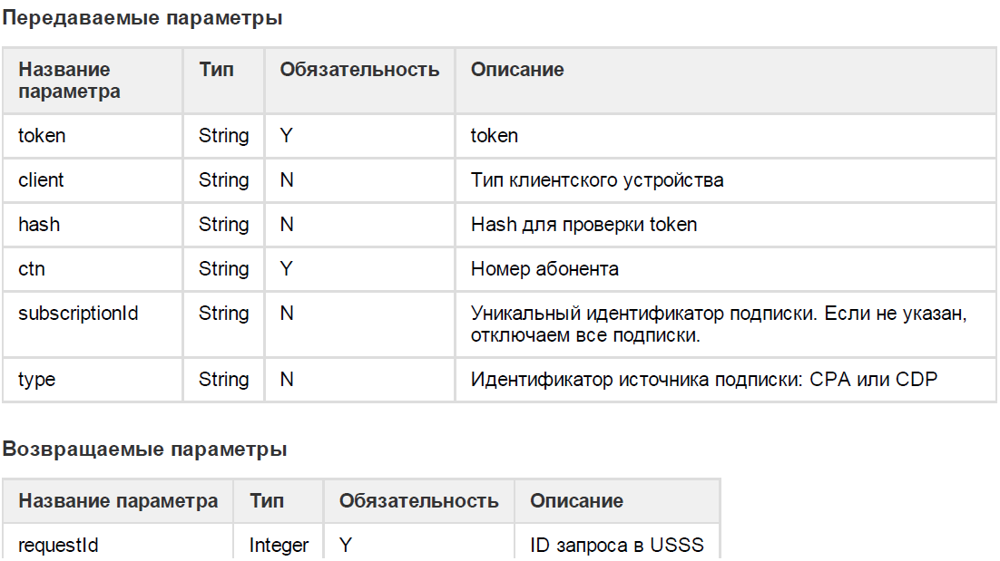 Передаваемые параметры
Название параметра Тип Обязательность Описание
token String Y token
client String N Тип клиентского устройства
hash String N Hash для проверки token
ctn String Y Номер абонента
subscriptionId String N Уникальный идентификатор подписки. Если не указан,
отключаем все подписки.
type String N Идентификатор источника подписки: CPA или CDP
Возвращаемые параметры
Название параметра Тип Обязательность Описание
requestId Integer Y ID запроса в USSS